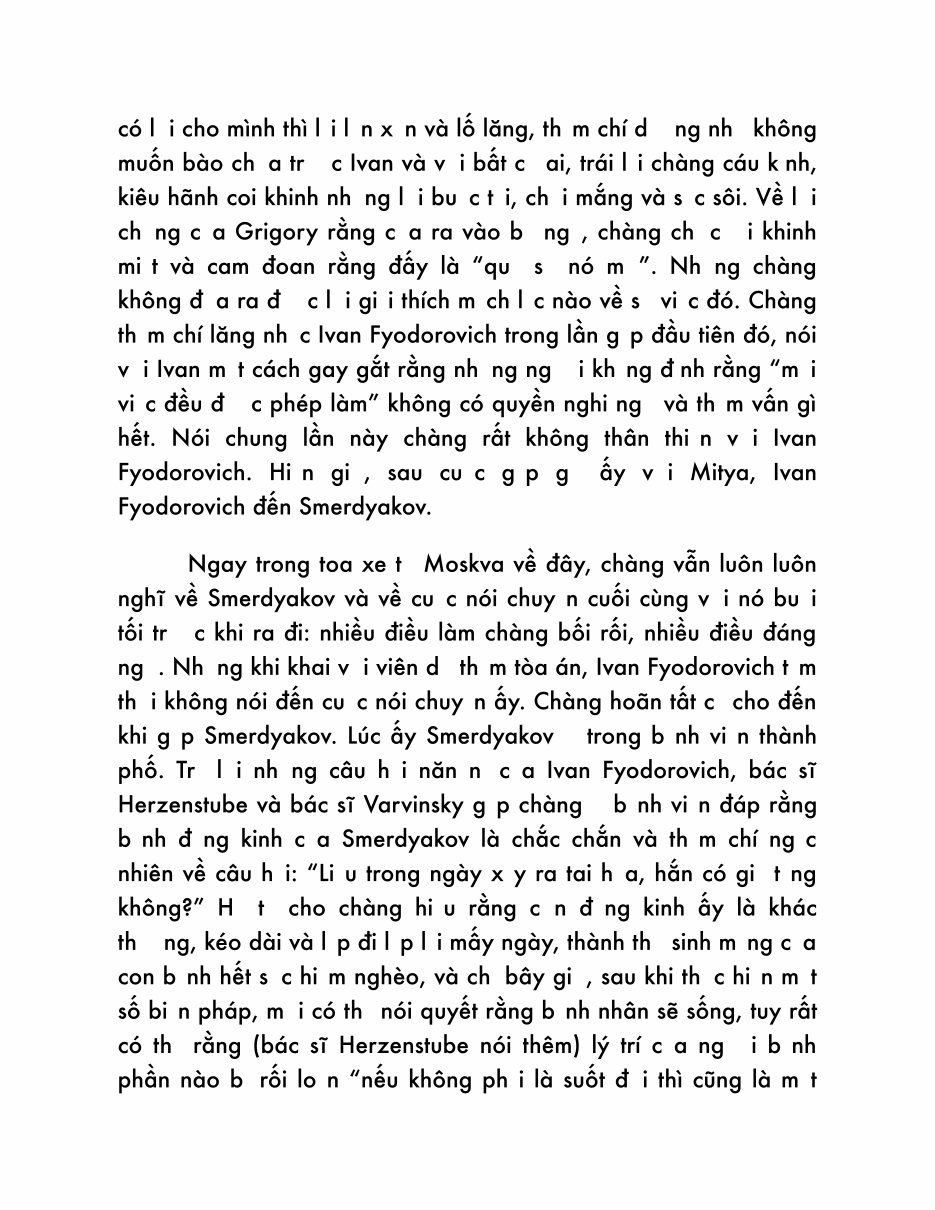 có l i cho mình thì l i l n x n và lố lăng, th m chí d ng nh không
muốn bào ch a tr c Ivan và v i bất c ai, trái l i chàng cáu k nh,
kiêu hãnh coi khinh nh ng l i bu c t i, ch i mắng và s c sôi. Về l i
ch ng c a Grigory rằng c a ra vào b ng , chàng ch c i khinh
mi t và cam đoan rằng đấy là “qu s nó m ”. Nh ng chàng
không đ a ra đ c l i gi i thích m ch l c nào về s vi c đó. Chàng
th m chí lăng nh c Ivan Fyodorovich trong lần g p đầu tiên đó, nói
v i Ivan m t cách gay gắt rằng nh ng ng i kh ng đ nh rằng “m i
vi c đều đ c phép làm” không có quyền nghi ng và th m vấn gì
hết. Nói chung lần này chàng rất không thân thi n v i Ivan
Fyodorovich. Hi n gi , sau cu c g p g ấy v i Mitya, Ivan
Fyodorovich đến Smerdyakov.
Ngay trong toa xe t Moskva về đây, chàng vẫn luôn luôn
nghĩ về Smerdyakov và về cu c nói chuy n cuối cùng v i nó bu i
tối tr c khi ra đi: nhiều điều làm chàng bối rối, nhiều điều đáng
ng . Nh ng khi khai v i viên d th m tòa án, Ivan Fyodorovich t m
th i không nói đến cu c nói chuy n ấy. Chàng hoãn tất c cho đến
khi g p Smerdyakov. Lúc ấy Smerdyakov trong b nh vi n thành
phố. Tr l i nh ng câu h i năn n c a Ivan Fyodorovich, bác sĩ
Herzenstube và bác sĩ Varvinsky g p chàng b nh vi n đáp rằng
b nh đ ng kinh c a Smerdyakov là chắc chắn và th m chí ng c
nhiên về câu h i: “Li u trong ngày x y ra tai h a, hắn có gi t ng
không?” H t cho chàng hi u rằng c n đ ng kinh ấy là khác
th ng, kéo dài và l p đi l p l i mấy ngày, thành th sinh m ng c a
con b nh hết s c hi m nghèo, và ch bây gi , sau khi th c hi n m t
số bi n pháp, m i có th nói quyết rằng b nh nhân sẽ sống, tuy rất
có th rằng (bác sĩ Herzenstube nói thêm) lý trí c a ng i b nh
phần nào b rối lo n “nếu không ph i là suốt đ i thì cũng là m t